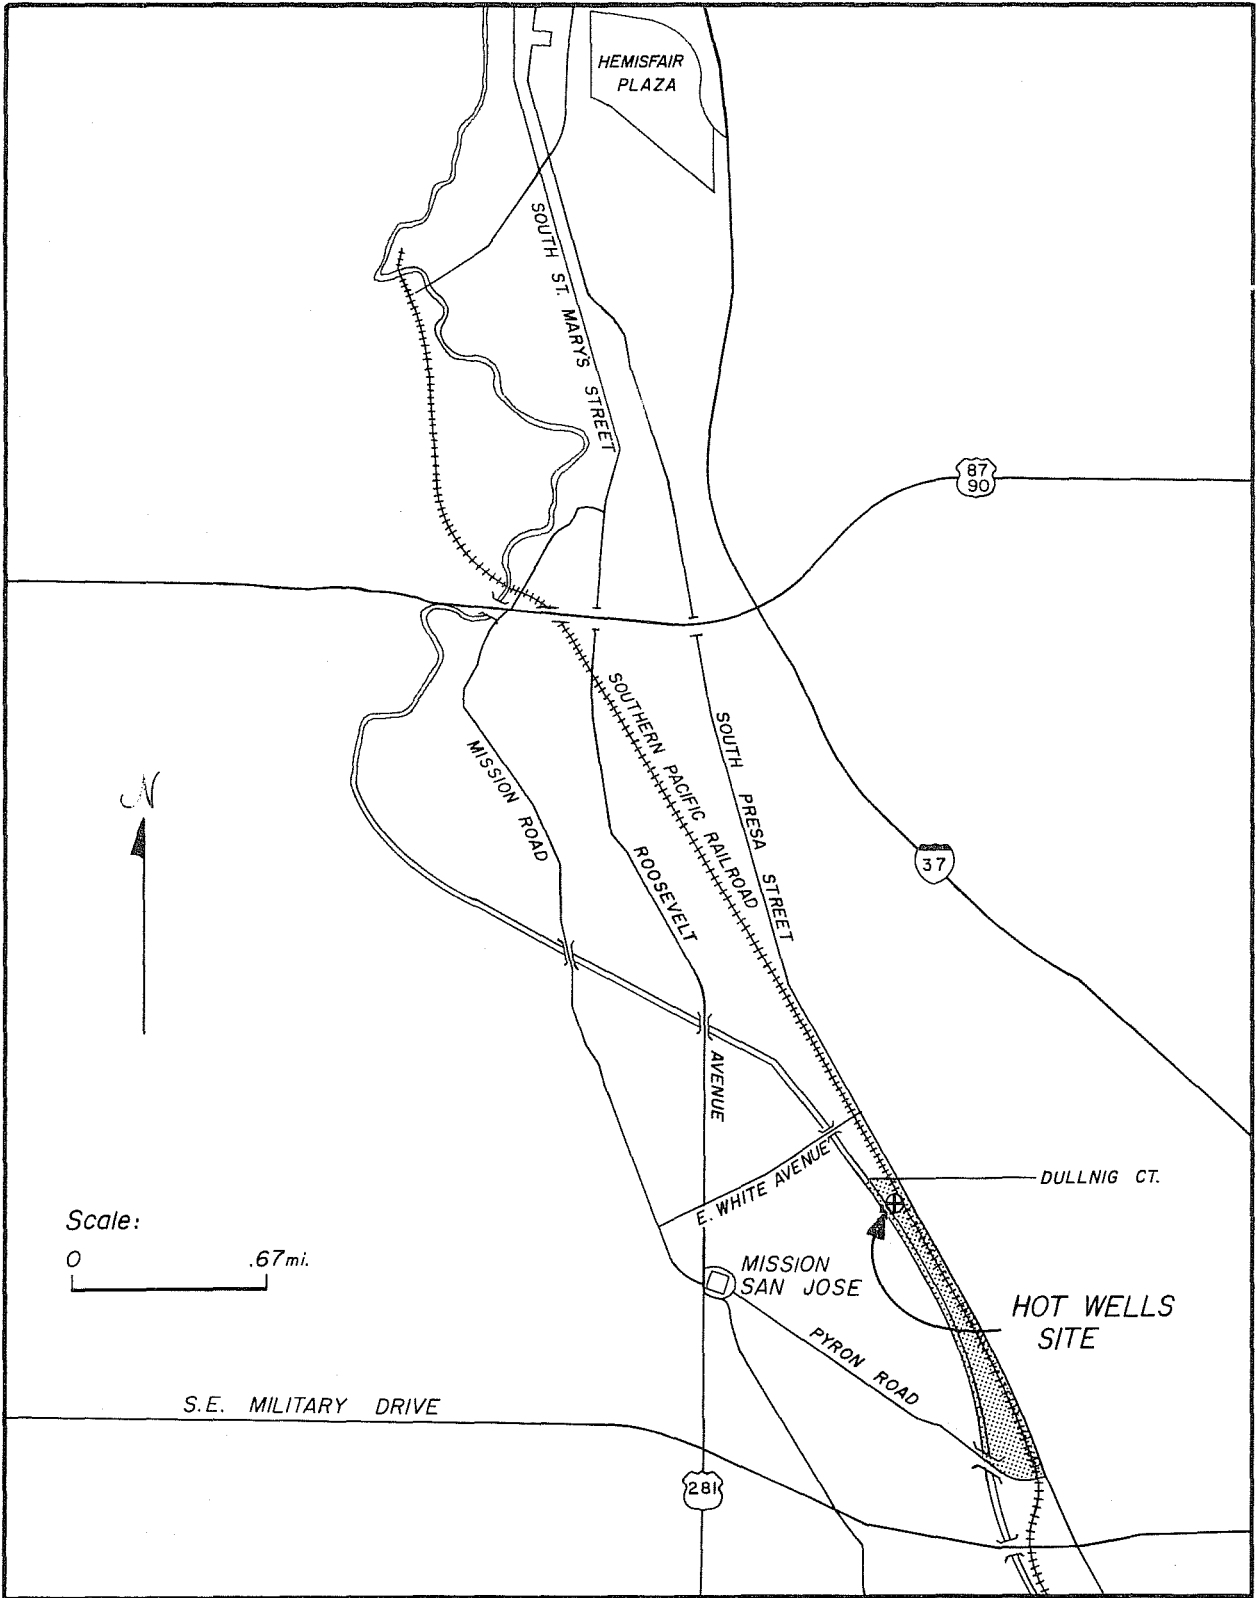 HEMISFAIR
PLAZA
SOUTH ST. MARY'S STREET
87
90
SOUTHERN PACIFIC RAILROAD
SOUTH PRESA STREET
MISSION ROAD
N
ROOSEVELT
AVENUE
37
E. WHITE AVENUE
DULLNIG CT.
Scale:
0 .67mi.
MISSION
SAN JOSE
HOT WELLS
SITE
PYRON ROAD
S.E. MILITARY DRIVE
281